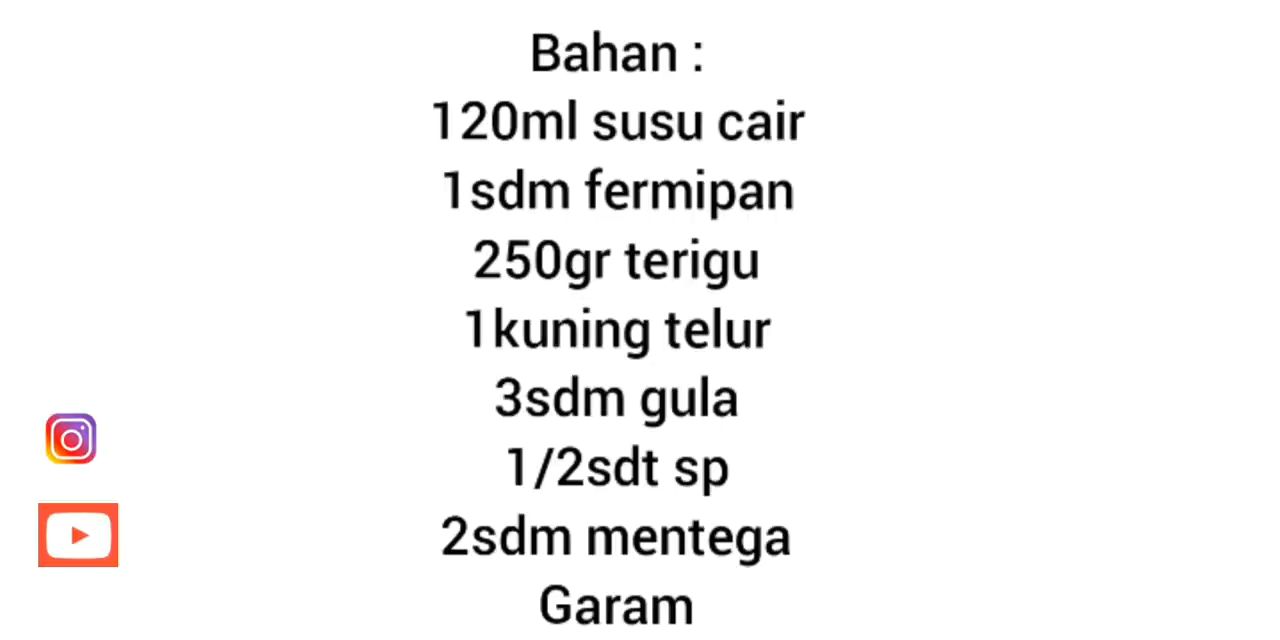 Bahan :
120ml susu cair
1sdm fermipan
250gr terigu
1kuning telur
3sdm gula
1/2sdt sp
2sdm mentega
Garam